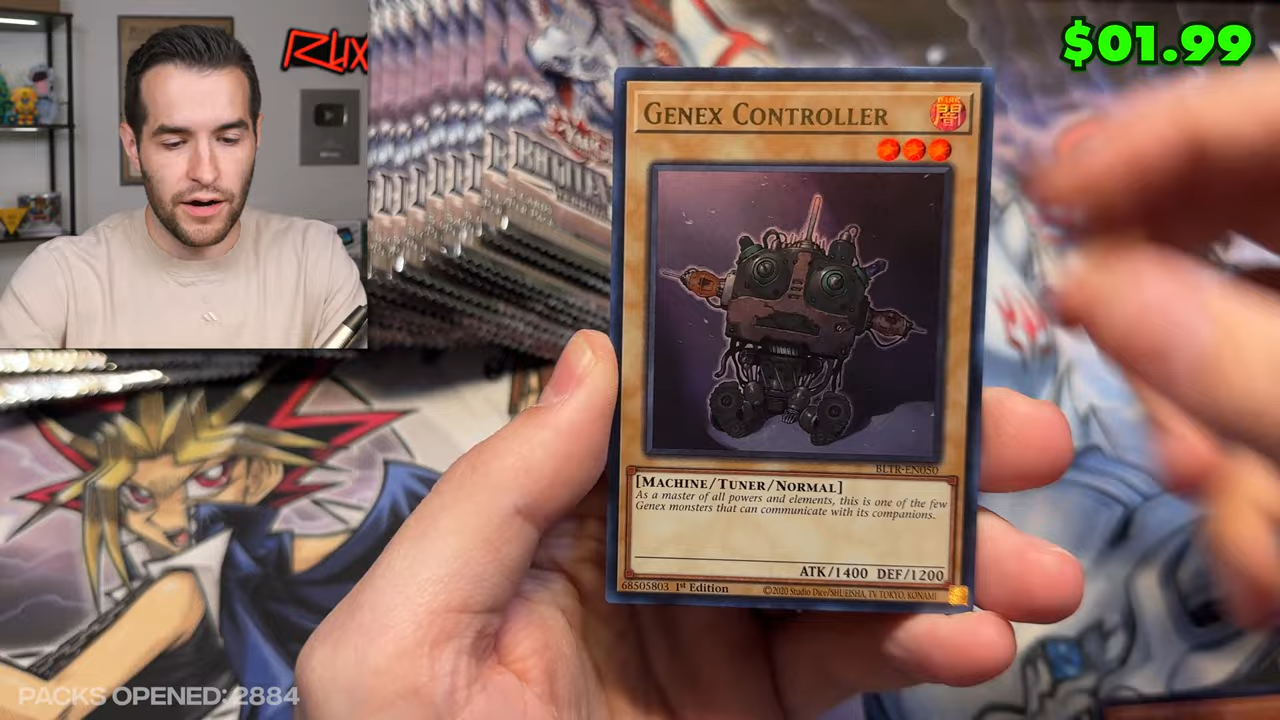 $01.99
RUX
GENEX CONTROLLER
闇
BLTR-EN050
[MACHINE/TUNER/NORMAL]
As a master of all powers and elements, this is one of the few
Genex monsters that can communicate with its companions.
ATK/1400 DEF/1200
68505803 1st Edition ©2020 Studio Dice/SHUEISHA, TV TOKYO, KONAMI
PACKS OPENED: 2884